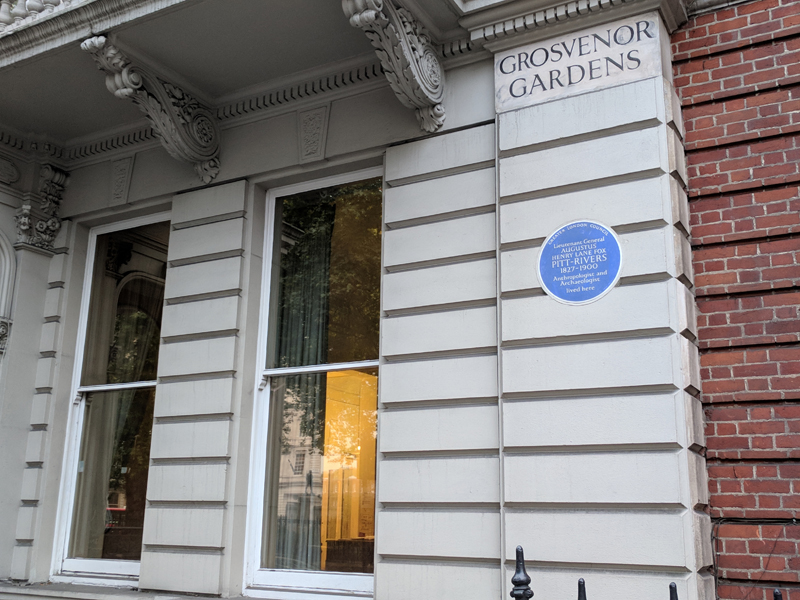 GROSVENOR
GARDENS
GREATER LONDON COUNCIL
Lieutenant General
AUGUSTUS
HENRY LANE FOX
PITT-RIVERS
1827-1900
Anthropologist and
Archaeologist
lived here